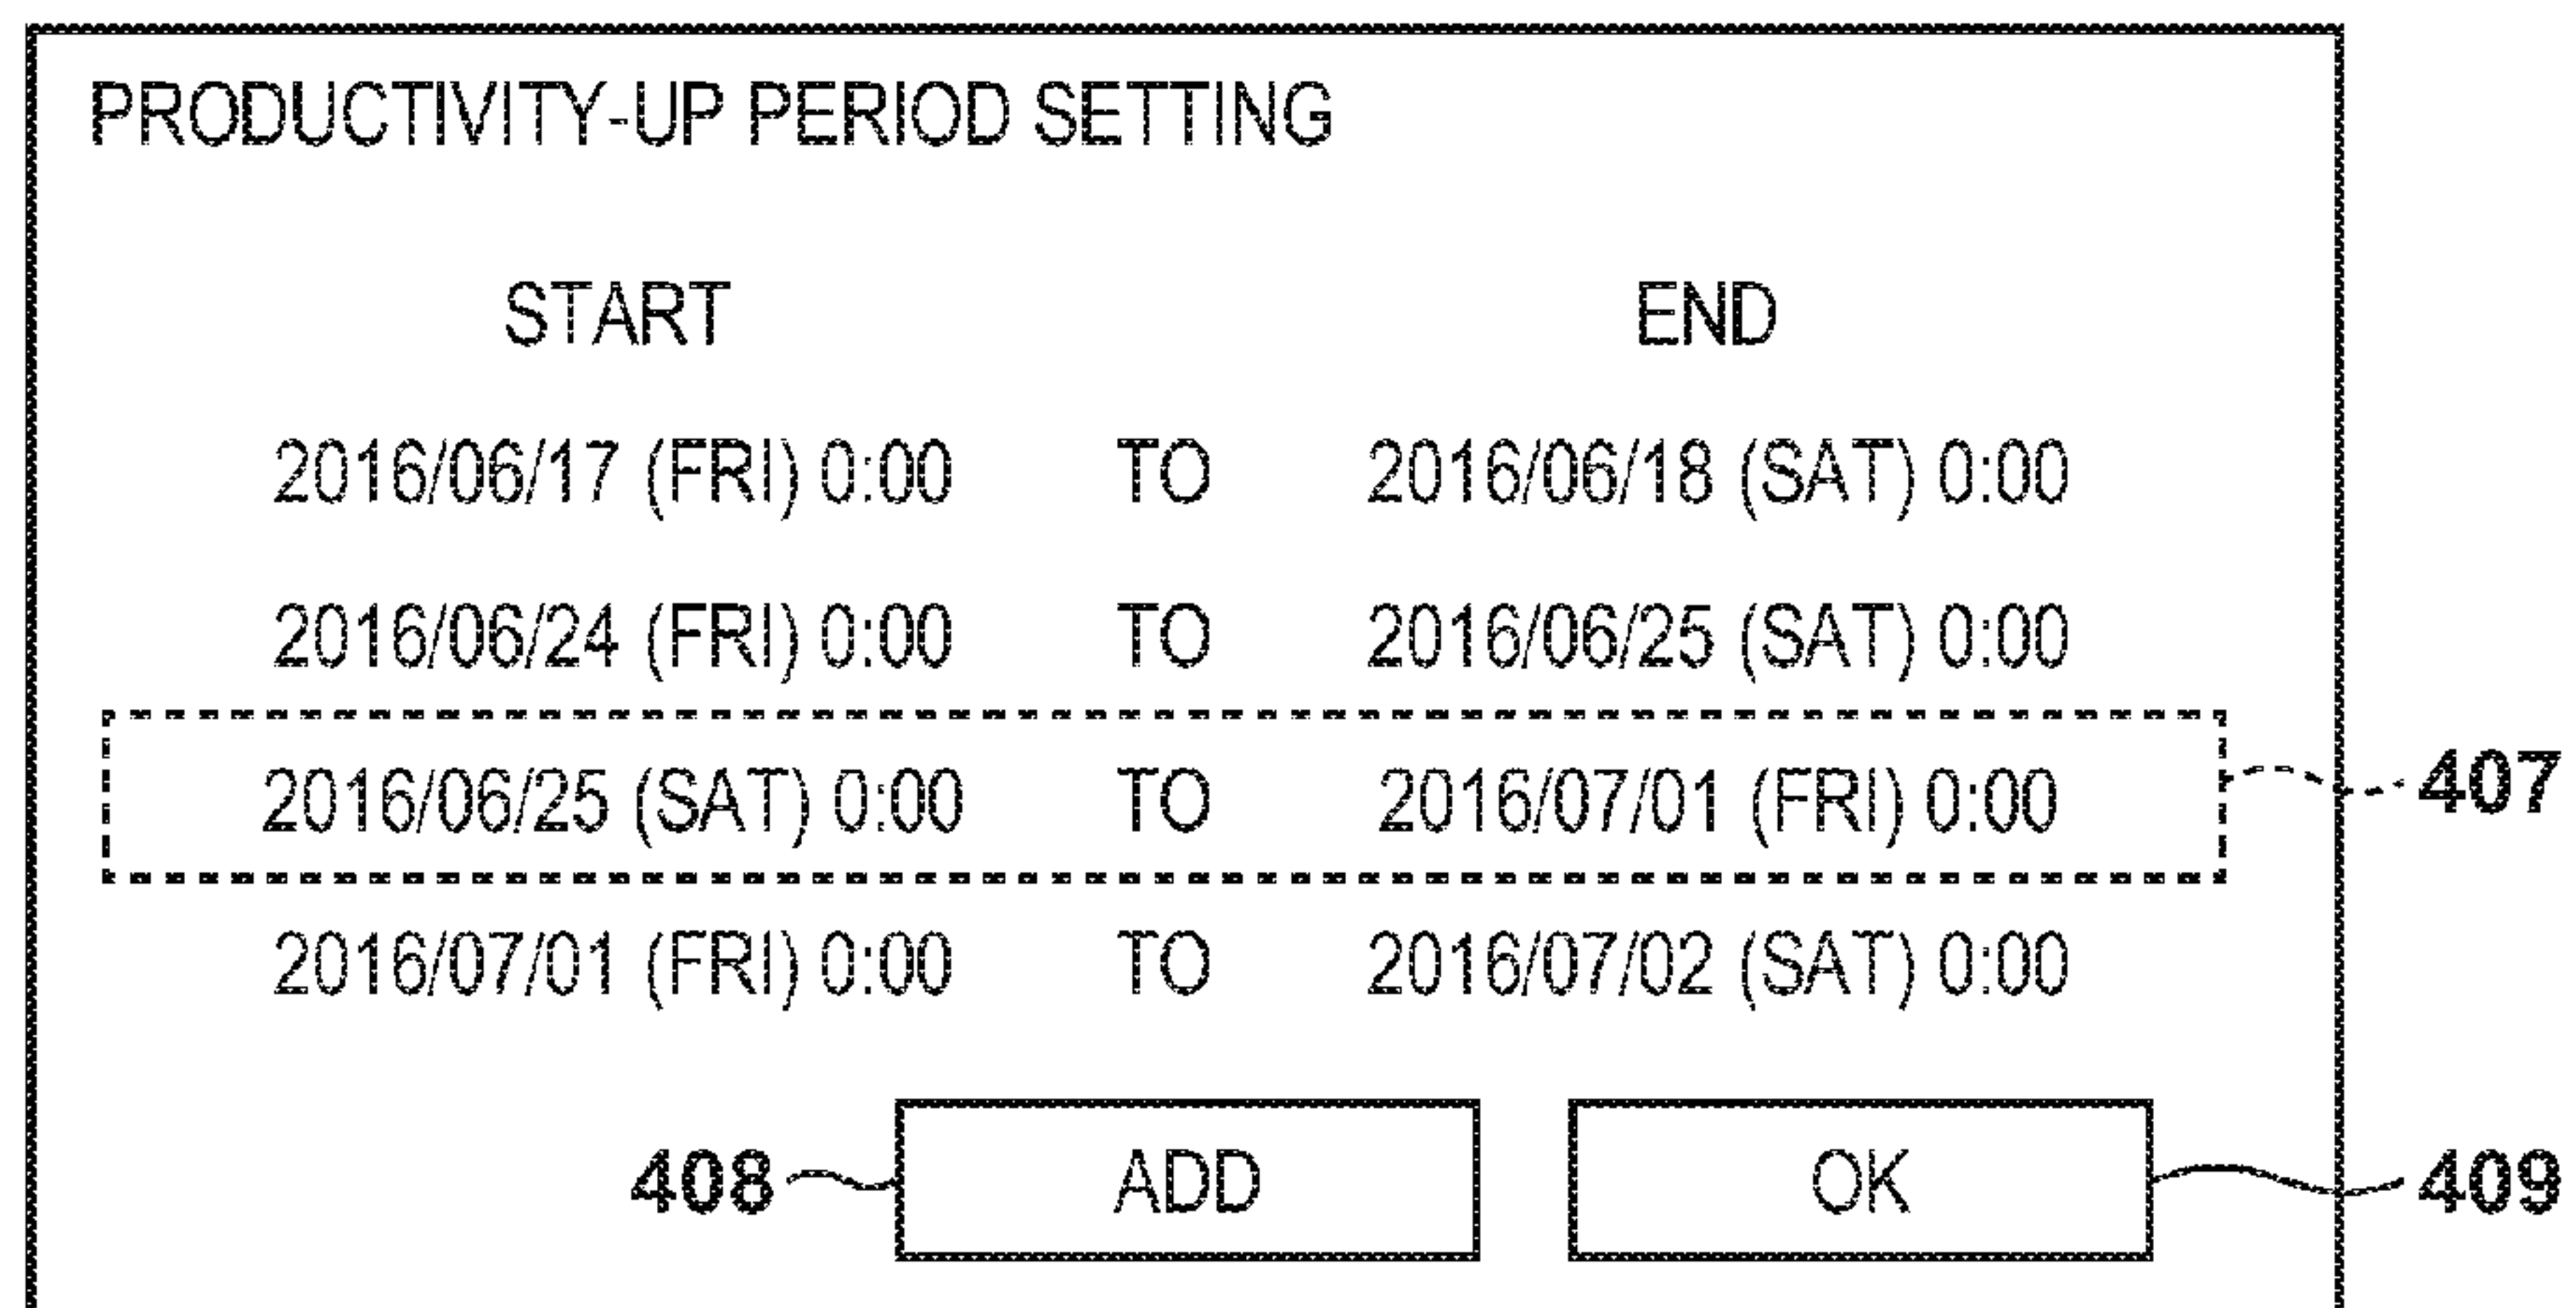 PRODUCTIVITY-UP PERIOD SETTING
START END
2016/06/17 (FRI) 0:00 TO 2016/06/18 (SAT) 0:00
2016/06/24 (FRI) 0:00 TO 2016/06/25 (SAT) 0:00
2016/06/25 (SAT) 0:00 TO 2016/07/01 (FRI) 0:00 407
2016/07/01 (FRI) 0:00 TO 2016/07/02 (SAT) 0:00
408 ADD OK 409